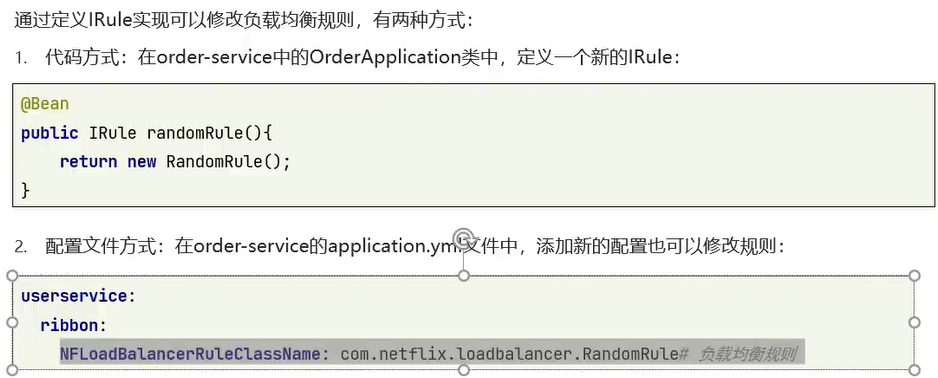 通过定义IRule实现可以修改负载均衡规则，有两种方式：
1. 代码方式：在order-service中的OrderApplication类中，定义一个新的IRule：
@Bean
public IRule randomRule(){
    return new RandomRule();
}
2. 配置文件方式：在order-service的application.yml文件中，添加新的配置也可以修改规则：
userservice:
  ribbon:
    NFLoadBalancerRuleClassName: com.netflix.loadbalancer.RandomRule# 负载均衡规则